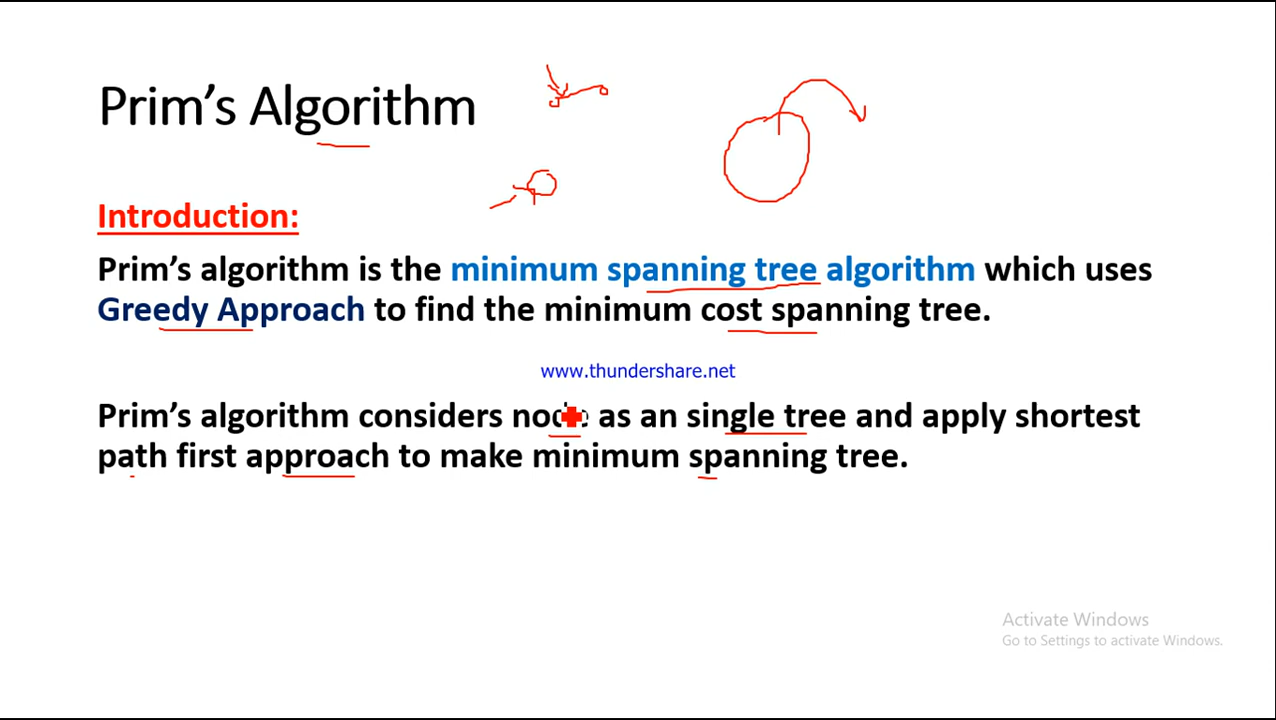 Prim's Algorithm
Introduction:
Prim's algorithm is the minimum spanning tree algorithm which uses
Greedy Approach to find the minimum cost spanning tree.
www.thundershare.net
Prim's algorithm considers node as an single tree and apply shortest
path first approach to make minimum spanning tree.
Activate Windows
Go to Settings to activate Windows.